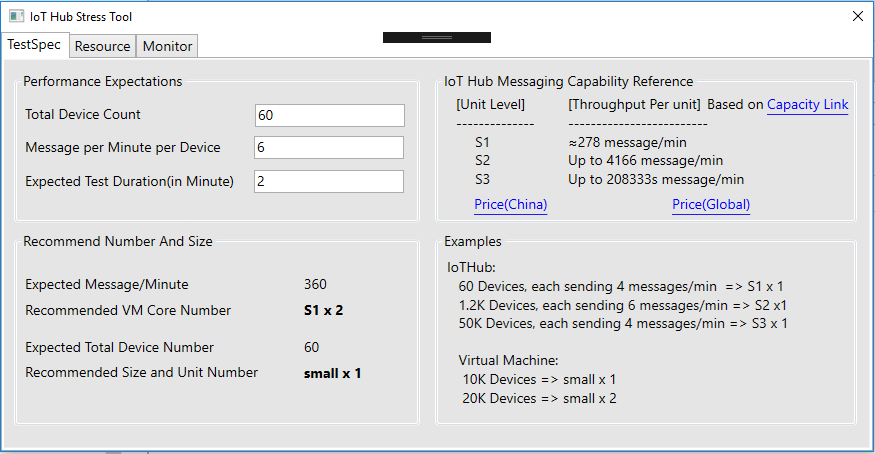 IoT Hub Stress Tool
TestSpec Resource Monitor
Performance Expectations
Total Device Count 60
Message per Minute per Device 6
Expected Test Duration(in Minute) 2
IoT Hub Messaging Capability Reference
[Unit Level] [Throughput Per unit] Based on Capacity Link
-------------- -------------------------
S1 ≈278 message/min
S2 Up to 4166 message/min
S3 Up to 208333s message/min
Price(China) Price(Global)
Recommend Number And Size
Expected Message/Minute 360
Recommended VM Core Number S1 x 2
Expected Total Device Number 60
Recommended Size and Unit Number small x 1
Examples
IoTHub:
60 Devices, each sending 4 messages/min => S1 x 1
1.2K Devices, each sending 6 messages/min => S2 x1
50K Devices, each sending 4 messages/min => S3 x 1
Virtual Machine:
10K Devices => small x 1
20K Devices => small x 2